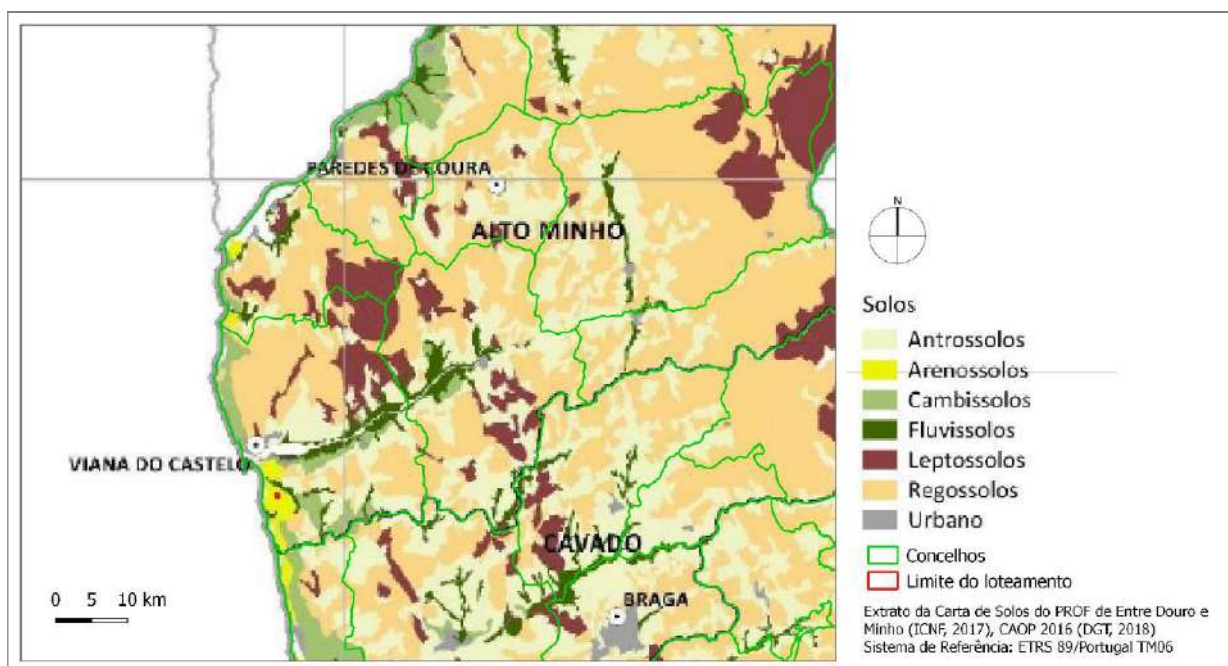 PAREDES DE COURA
ALTO MINHO
VIANA DO CASTELO
CÁVADO
BRAGA
0 5 10 km
N
Solos
Antrossolos
Arenossolos
Cambissolos
Fluvissolos
Leptossolos
Regossolos
Urbano
Concelhos
Limite do loteamento
Extrato da Carta de Solos do PROF de Entre Douro e
Minho (ICNF, 2017), CAOP 2016 (DGT, 2018)
Sistema de Referência: ETRS 89/Portugal TM06